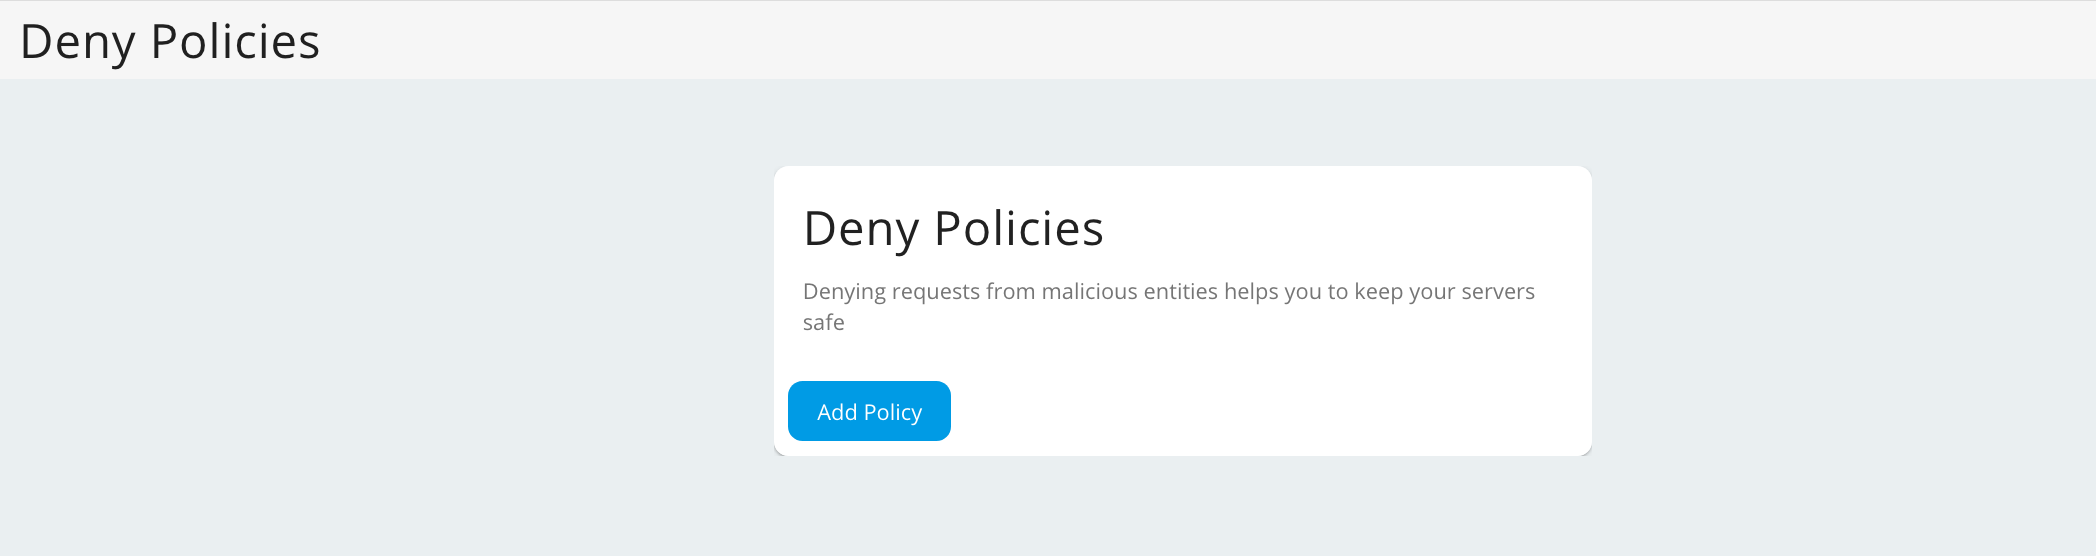 Deny Policies
Deny Policies
Denying requests from malicious entities helps you to keep your servers
safe
Add Policy